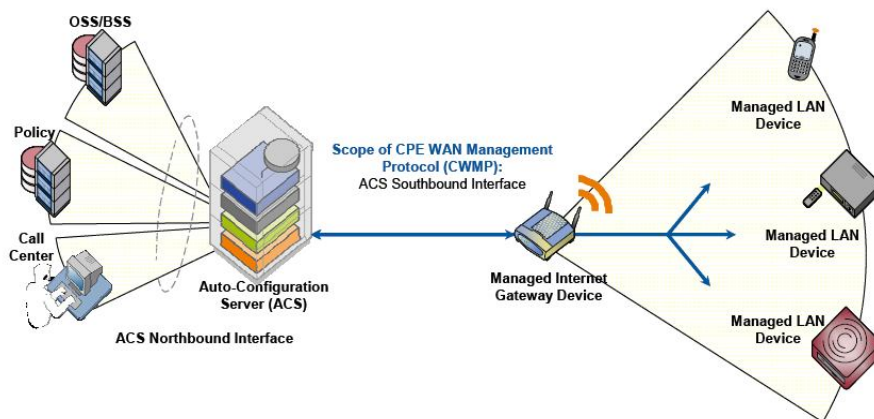 OSS/BSS
Policy
Call
Center
Auto-Configuration
Server (ACS)
ACS Northbound Interface
Scope of CPE WAN Management
Protocol (CWMP):
ACS Southbound Interface
Managed Internet
Gateway Device
Managed LAN
Device
Managed LAN
Device
Managed LAN
Device